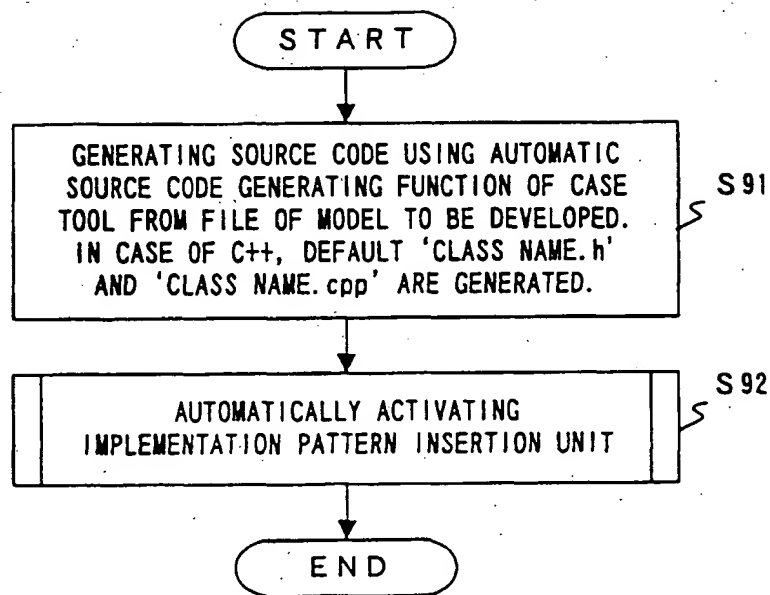 START
GENERATING SOURCE CODE USING AUTOMATIC
SOURCE CODE GENERATING FUNCTION OF CASE
TOOL FROM FILE OF MODEL TO BE DEVELOPED.
IN CASE OF C++, DEFAULT 'CLASS NAME.h'
AND 'CLASS NAME.cpp' ARE GENERATED.
S91
AUTOMATICALLY ACTIVATING
IMPLEMENTATION PATTERN INSERTION UNIT
S92
END